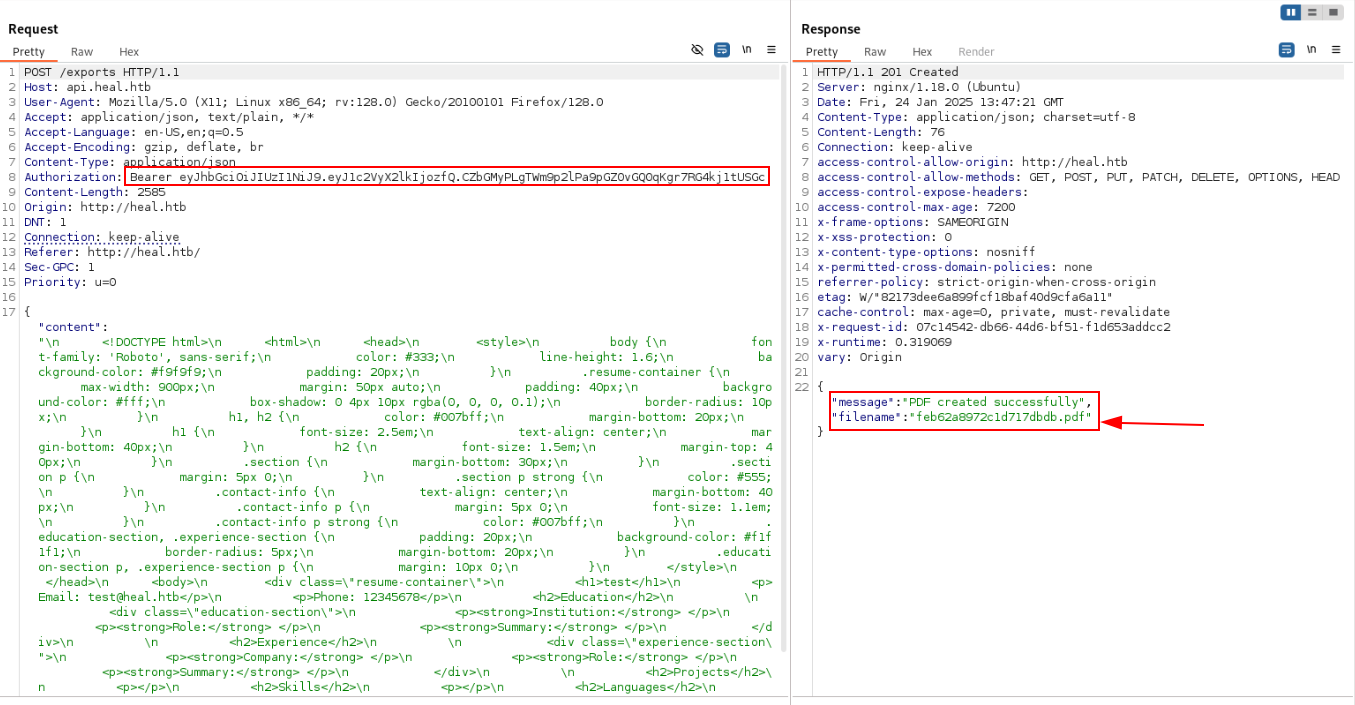 Request
Pretty Raw Hex \n
1 POST /exports HTTP/1.1
2 Host: api.heal.htb
3 User-Agent: Mozilla/5.0 (X11; Linux x86_64; rv:128.0) Gecko/20100101 Firefox/128.0
4 Accept: application/json, text/plain, */*
5 Accept-Language: en-US,en;q=0.5
6 Accept-Encoding: gzip, deflate, br
7 Content-Type: application/json
8 Authorization: Bearer eyJhbGciOiJIUzI1NiJ9.eyJ1c2VyX2lkIjozfQ.CZbGMyPLgTWm9p2lPa9pGZ0vGQ0qKgr7RG4kj1tUSGc
9 Content-Length: 2585
10 Origin: http://heal.htb
11 DNT: 1
12 Connection: keep-alive
13 Referer: http://heal.htb/
14 Sec-GPC: 1
15 Priority: u=0
16
17 {
"content":
"\n <!DOCTYPE html>\n <html>\n <head>\n <style>\n body {\n fon
t-family: 'Roboto', sans-serif;\n color: #333;\n line-height: 1.6;\n ba
ckground-color: #f9f9f9;\n padding: 20px;\n }\n .resume-container {\n
max-width: 900px;\n margin: 50px auto;\n padding: 40px;\n backgro
und-color: #fff;\n box-shadow: 0 4px 10px rgba(0, 0, 0, 0.1);\n border-radius: 10p
x;\n }\n h1, h2 {\n color: #007bff;\n margin-bottom: 20px;\n
}\n h1 {\n font-size: 2.5em;\n text-align: center;\n mar
gin-bottom: 40px;\n }\n h2 {\n font-size: 1.5em;\n margin-top: 4
0px;\n }\n .section {\n margin-bottom: 30px;\n }\n .secti
on p {\n margin: 5px 0;\n }\n .section p strong {\n color: #555;
\n }\n .contact-info {\n text-align: center;\n margin-bottom: 40
px;\n }\n .contact-info p {\n margin: 5px 0;\n font-size: 1.1em;
\n }\n .contact-info p strong {\n color: #007bff;\n }\n .
education-section, .experience-section {\n padding: 20px;\n background-color: #f1f
1f1;\n border-radius: 5px;\n margin-bottom: 20px;\n }\n .educati
on-section p, .experience-section p {\n margin: 10px 0;\n }\n </style>\n
</head>\n <body>\n <div class=\"resume-container\">\n <h1>test</h1>\n <p>
Email: test@heal.htb</p>\n <p>Phone: 12345678</p>\n <h2>Education</h2>\n \n
<div class=\"education-section\">\n <p><strong>Institution:</strong> </p>\n
<p><strong>Role:</strong> </p>\n <p><strong>Summary:</strong> </p>\n </d
iv>\n \n <h2>Experience</h2>\n \n <div class=\"experience-section\
">\n <p><strong>Company:</strong> </p>\n <p><strong>Role:</strong> </p>\n
<p><strong>Summary:</strong> </p>\n </div>\n \n <h2>Projects</h2>\
n <p></p>\n <h2>Skills</h2>\n <p></p>\n <h2>Languages</h2>\n
Response
Pretty Raw Hex Render \n
1 HTTP/1.1 201 Created
2 Server: nginx/1.18.0 (Ubuntu)
3 Date: Fri, 24 Jan 2025 13:47:21 GMT
4 Content-Type: application/json; charset=utf-8
5 Content-Length: 76
6 Connection: keep-alive
7 access-control-allow-origin: http://heal.htb
8 access-control-allow-methods: GET, POST, PUT, PATCH, DELETE, OPTIONS, HEAD
9 access-control-expose-headers:
10 access-control-max-age: 7200
11 x-frame-options: SAMEORIGIN
12 x-xss-protection: 0
13 x-content-type-options: nosniff
14 x-permitted-cross-domain-policies: none
15 referrer-policy: strict-origin-when-cross-origin
16 etag: W/"82173dee6a899fcf18baf40d9cfa6a11"
17 cache-control: max-age=0, private, must-revalidate
18 x-request-id: 07c14542-db66-44d6-bf51-f1d653addcc2
19 x-runtime: 0.319069
20 vary: Origin
21
22 {
"message":"PDF created successfully",
"filename":"feb62a8972c1d717dbdb.pdf"
}